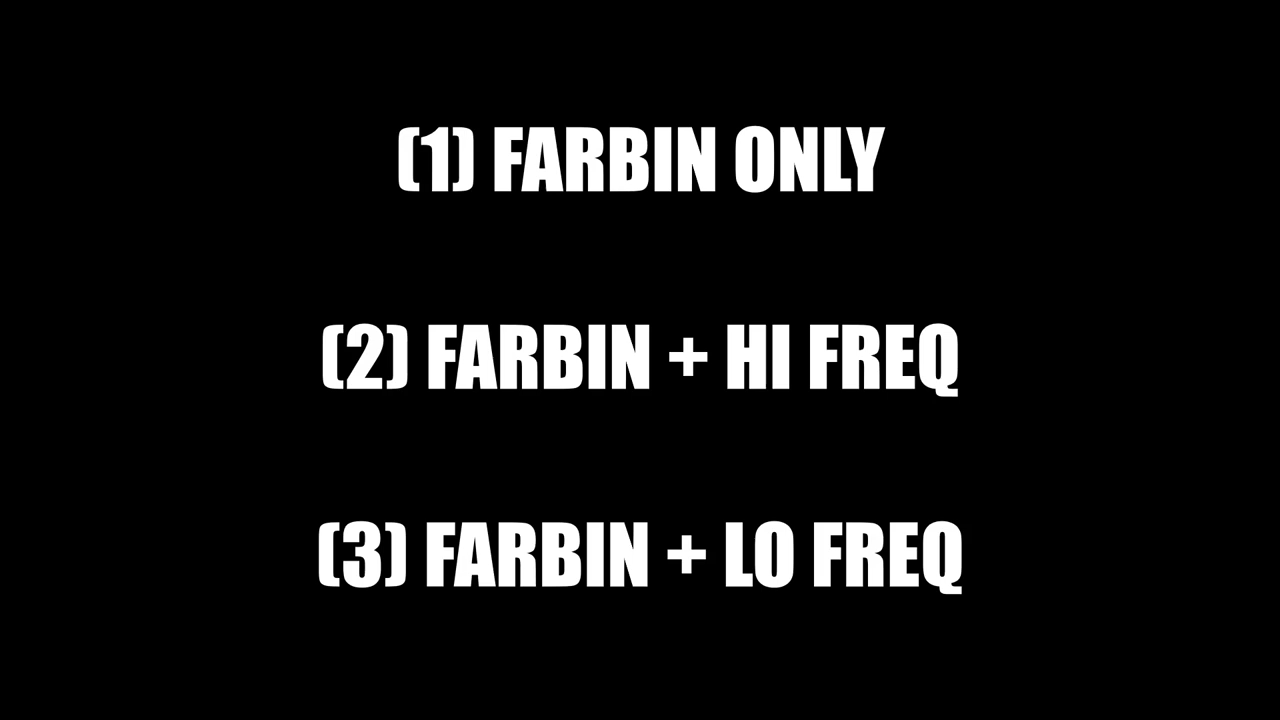 (1) FARBIN ONLY
(2) FARBIN + HI FREQ
(3) FARBIN + LO FREQ